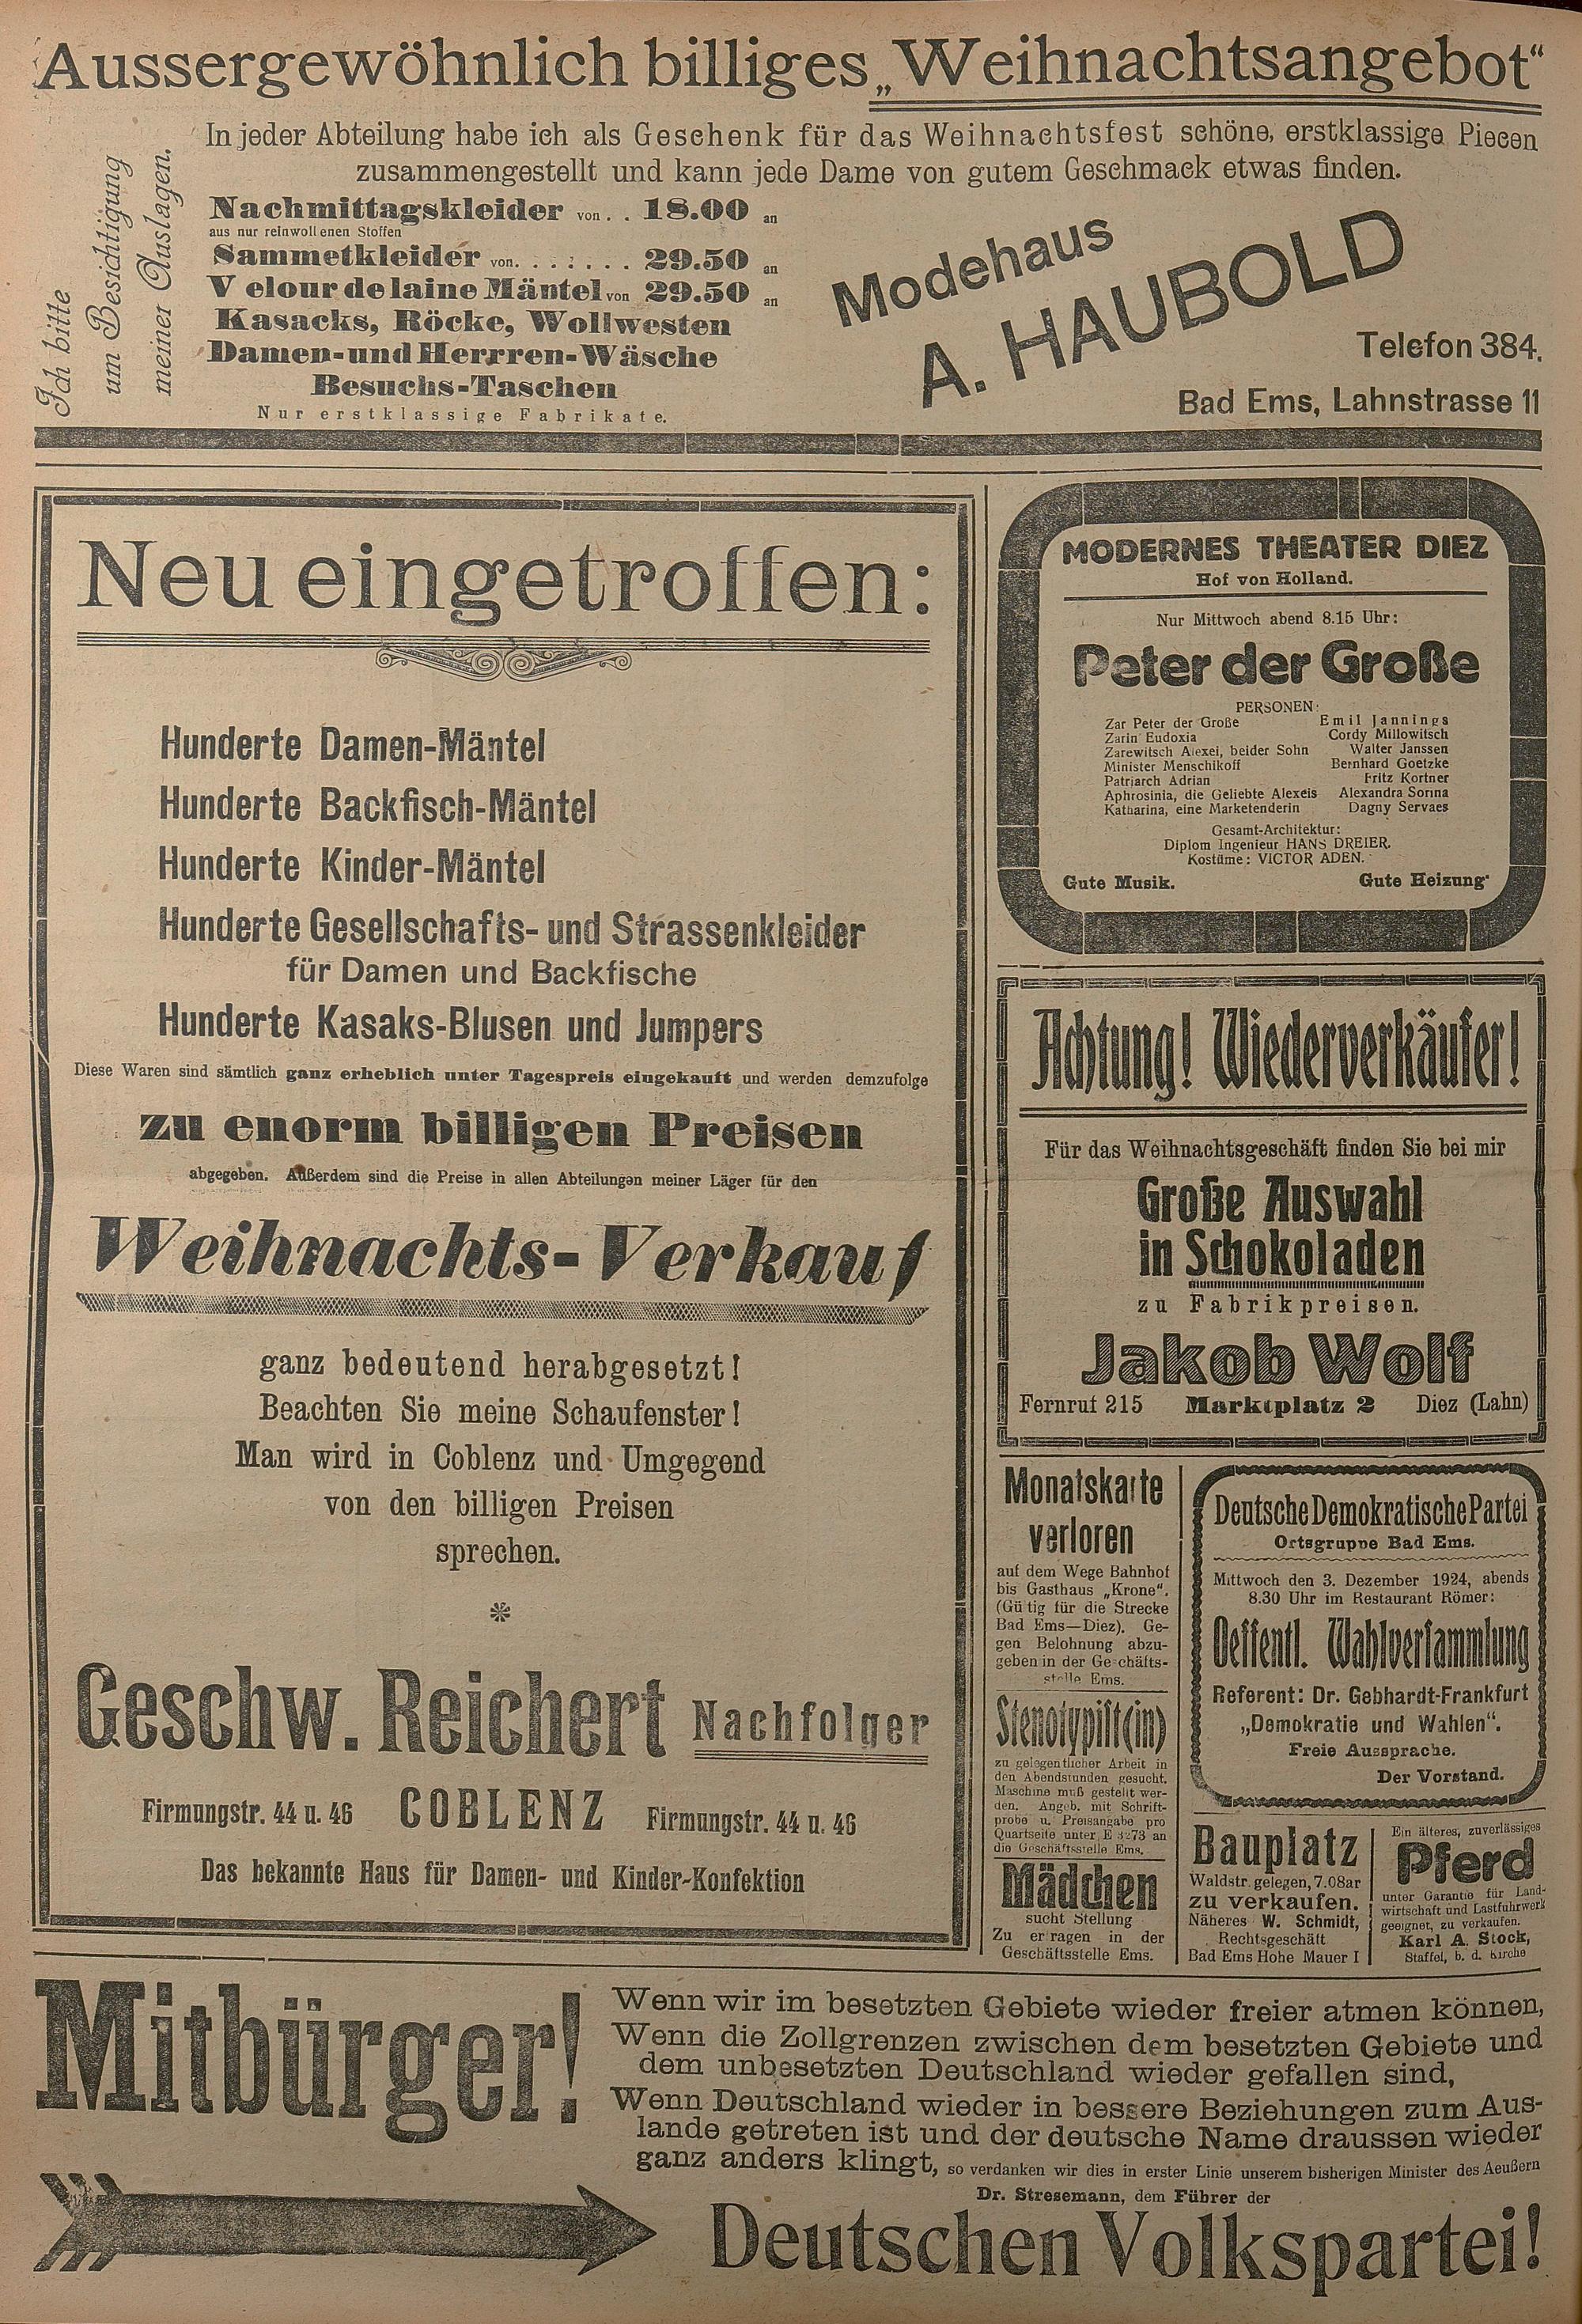 Aussergewöhnlich billiges „Weihnachtsangebot“
In jeder Abteilung habe ich als Geschenk für das Weihnachtsfest schöne, erstklassige Piecen
zusammengestellt und kann jede Dame von gutem Geschmack etwas finden.
Ich bitte
um Besichtigung
meiner Auslagen.
Nachmittagskleider von . . 18.00 an
aus nur reinwollenen Stoffen
Sammetkleider von. . . . : . . . 29.50 an
Velour de laine Mäntel von 29.50 an
Kasacks, Röcke, Wollwesten
Damen- und Herrren-Wäsche
Besuchs-Taschen
Nur erstklassige Fabrikate.
Modehaus
A. HAUBOLD
Telefon 384.
Bad Ems, Lahnstrasse 11
Neu eingetroffen:
Hunderte Damen-Mäntel
Hunderte Backfisch-Mäntel
Hunderte Kinder-Mäntel
Hunderte Gesellschafts- und Strassenkleider
für Damen und Backfische
Hunderte Kasaks-Blusen und Jumpers
Diese Waren sind sämtlich ganz erheblich unter Tagespreis eingekauft und werden demzufolge
zu enorm billigen Preisen
abgegeben. Außerdem sind die Preise in allen Abteilungen meiner Läger für den
Weihnachts-Verkauf
ganz bedeutend herabgesetzt!
Beachten Sie meine Schaufenster!
Man wird in Coblenz und Umgegend
von den billigen Preisen
sprechen.
Geschw. Reichert Nachfolger
Firmungstr. 44 u. 46 COBLENZ Firmungstr. 44 u. 46
Das bekannte Haus für Damen- und Kinder-Konfektion
MODERNES THEATER DIEZ
Hof von Holland.
Nur Mittwoch abend 8.15 Uhr:
Peter der Große
PERSONEN:
Zar Peter der Große Emil Jannings
Zarin Eudoxia Cordy Millowitsch
Zarewitsch Alexei, beider Sohn Walter Janssen
Minister Menschikoff Bernhard Goetzke
Patriarch Adrian Fritz Kortner
Aphrosinia, die Geliebte Alexeis Alexandra Sorina
Katharina, eine Marketenderin Dagny Servaes
Gesamt-Architektur:
Diplom Ingenieur HANS DREIER.
Kostüme: VICTOR ADEN.
Gute Musik. Gute Heizung
Achtung! Wiederverkäufer!
Für das Weihnachtsgeschäft finden Sie bei mir
Große Auswahl
in Schokoladen
zu Fabrikpreisen.
Jakob Wolf
Fernruf 215 Marktplatz 2 Diez (Lahn)
Monatskarte
verloren
auf dem Wege Bahnhof
bis Gasthaus „Krone“.
(Gültig für die Strecke
Bad Ems—Diez). Ge-
gen Belohnung abzu-
geben in der Geschäfts-
stelle Ems.
Stenotypist(in)
zu gelegentlicher Arbeit in
den Abendstunden gesucht.
Maschine muß gestellt wer-
den. Angeb. mit Schrift-
probe u. Preisangabe pro
Quartseite unter E 3273 an
die Geschäftsstelle Ems.
Mädchen
sucht Stellung
Zu erfragen in der
Geschäftsstelle Ems.
Deutsche Demokratische Partei
Ortsgruppe Bad Ems.
Mittwoch den 3. Dezember 1924, abends
8.30 Uhr im Restaurant Römer:
Oeffentl. Wahlversammlung
Referent: Dr. Gebhardt-Frankfurt
„Demokratie und Wahlen“.
Freie Aussprache.
Der Vorstand.
Bauplatz
Waldstr. gelegen, 7.08ar
zu verkaufen.
Näheres W. Schmidt,
Rechtsgeschäft
Bad Ems Hohe Mauer I
Ein älteres, zuverlässiges
Pferd
unter Garantie für Land-
wirtschaft und Lastfuhrwerk
geeignet, zu verkaufen.
Karl A. Stock,
Staffel, b. d. Kirche
Mitbürger!
Wenn wir im besetzten Gebiete wieder freier atmen können,
Wenn die Zollgrenzen zwischen dem besetzten Gebiete und
dem unbesetzten Deutschland wieder gefallen sind,
Wenn Deutschland wieder in bessere Beziehungen zum Aus-
lande getreten ist und der deutsche Name draussen wieder
ganz anders klingt, so verdanken wir dies in erster Linie unserem bisherigen Minister des Aeußern
Dr. Stresemann, dem Führer der
Deutschen Volkspartei!